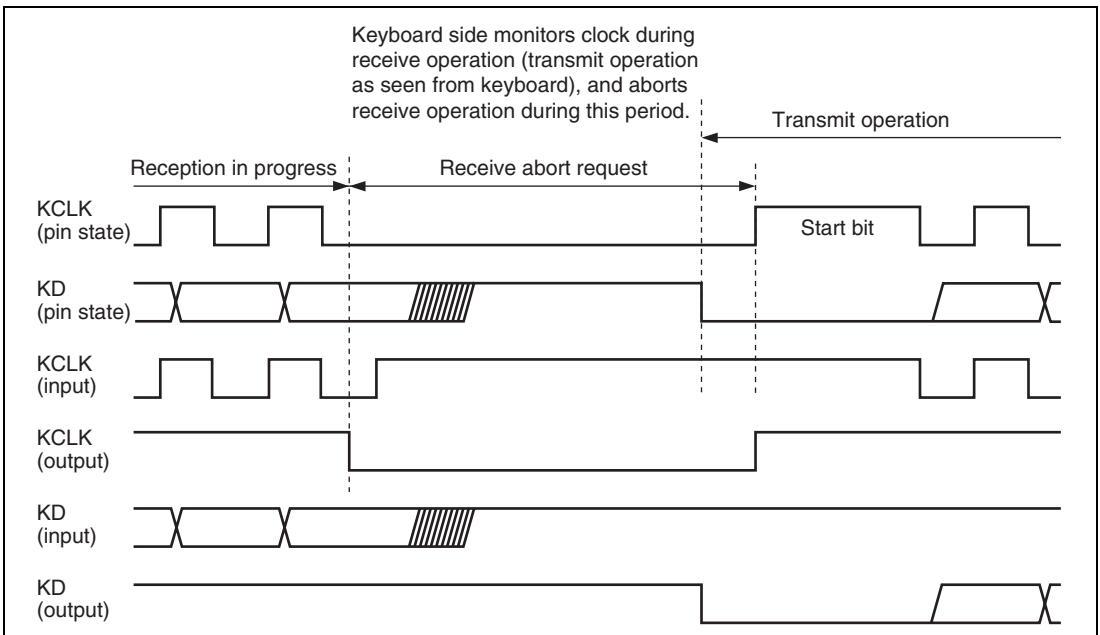 Keyboard side monitors clock during
receive operation (transmit operation
as seen from keyboard), and aborts
receive operation during this period.
Transmit operation
Reception in progress
Receive abort request
KCLK
(pin state)
Start bit
KD
(pin state)
KCLK
(input)
KCLK
(output)
KD
(input)
KD
(output)